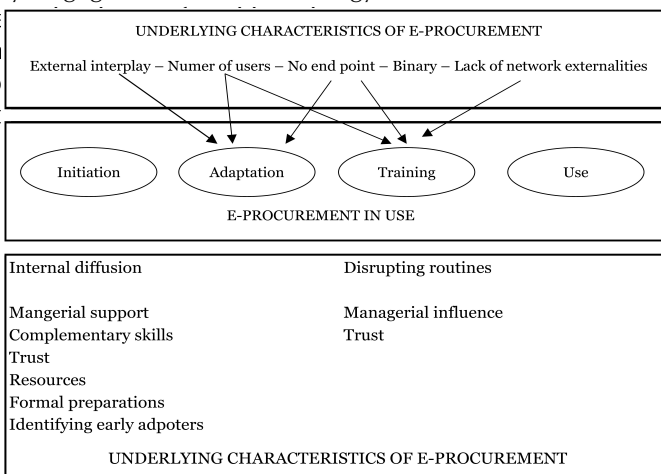 UNDERLYING CHARACTERISTICS OF E-PROCUREMENT
External interplay – Numer of users – No end point – Binary – Lack of network externalities
Initiation Adaptation Training Use
E-PROCUREMENT IN USE
Internal diffusion Disrupting routines
Mangerial support Managerial influence
Complementary skills Trust
Trust
Resources
Formal preparations
Identifying early adpoters
UNDERLYING CHARACTERISTICS OF E-PROCUREMENT